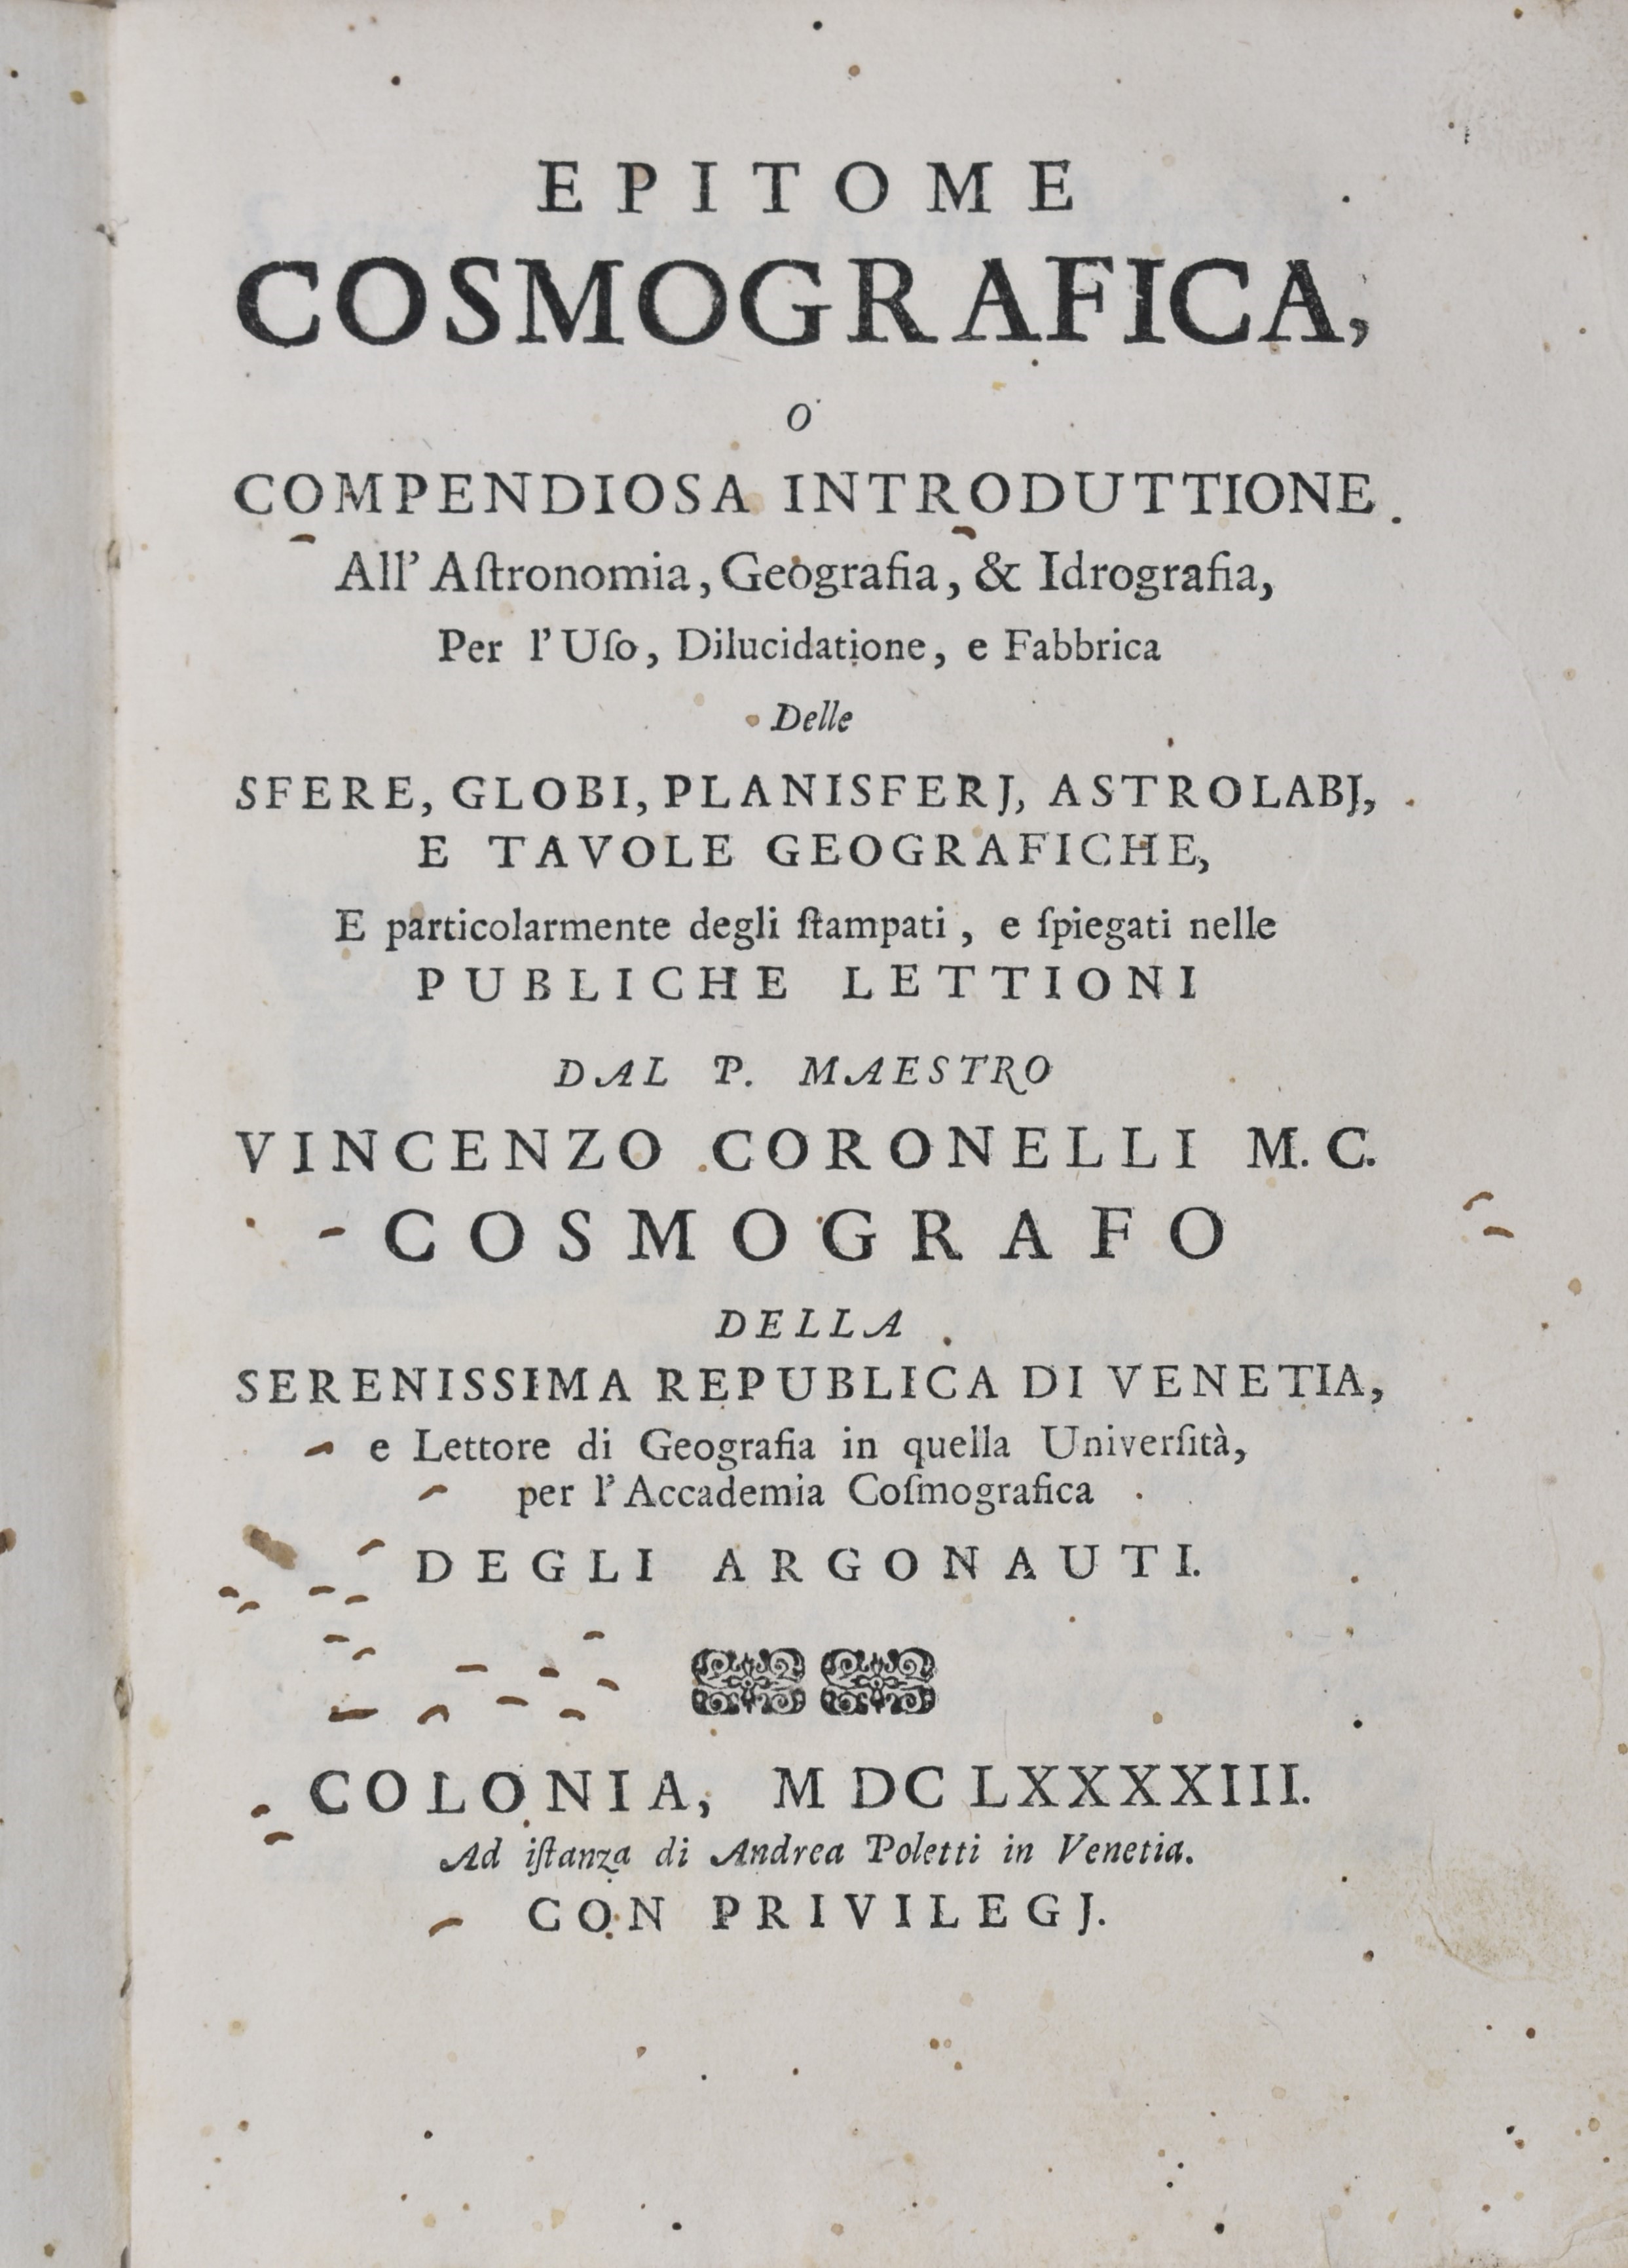 EPITOME
COSMOGRAFICA,
O
COMPENDIOSA INTRODUTTIONE
All' Aſtronomia, Geografia, & Idrografia,
Per l'Uſo, Dilucidatione, e Fabbrica
Delle
SFERE, GLOBI, PLANISFERJ, ASTROLABJ,
E TAVOLE GEOGRAFICHE,
E particolarmente degli ſtampati, e ſpiegati nelle
PUBLICHE LETTIONI
DAL P. MAESTRO
VINCENZO CORONELLI M.C.
COSMOGRAFO
DELLA
SERENISSIMA REPUBLICA DI VENETIA,
e Lettore di Geografia in quella Univerſità,
per l'Accademia Coſmografica
DEGLI ARGONAUTI.
COLONIA, M DC LXXXXIII.
Ad iſtanza di Andrea Poletti in Venetia.
CON PRIVILEGJ.